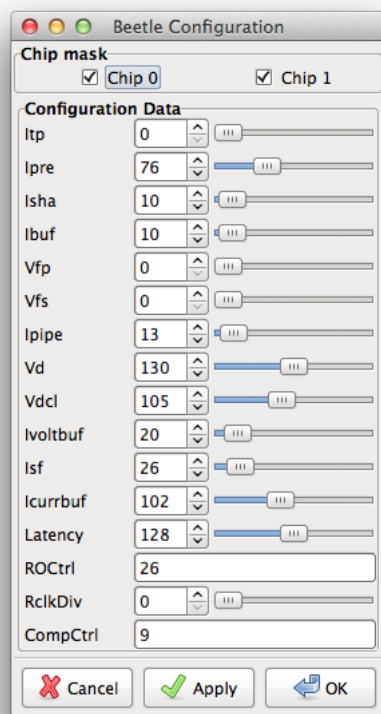 Beetle Configuration
Chip mask
Chip 0 Chip 1
Configuration Data
Itp 0
Ipre 76
Isha 10
Ibuf 10
Vfp 0
Vfs 0
Ipipe 13
Vd 130
Vdcl 105
Ivoltbuf 20
Isf 26
Icurrbuf 102
Latency 128
ROCtrl 26
RclkDiv 0
CompCtrl 9
Cancel Apply OK